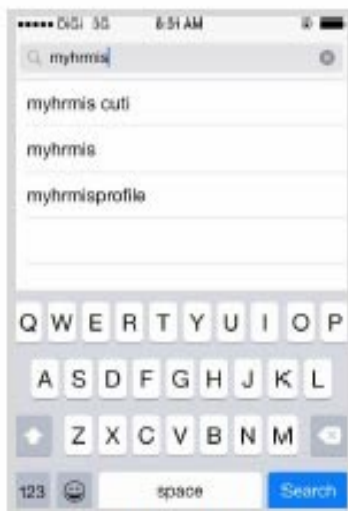 DiGi 3G 8:51 AM
myhrmis
myhrmis cuti
myhrmis
myhrmisprofile
Q W E R T Y U I O P
A S D F G H J K L
Z X C V B N M
123 space Search